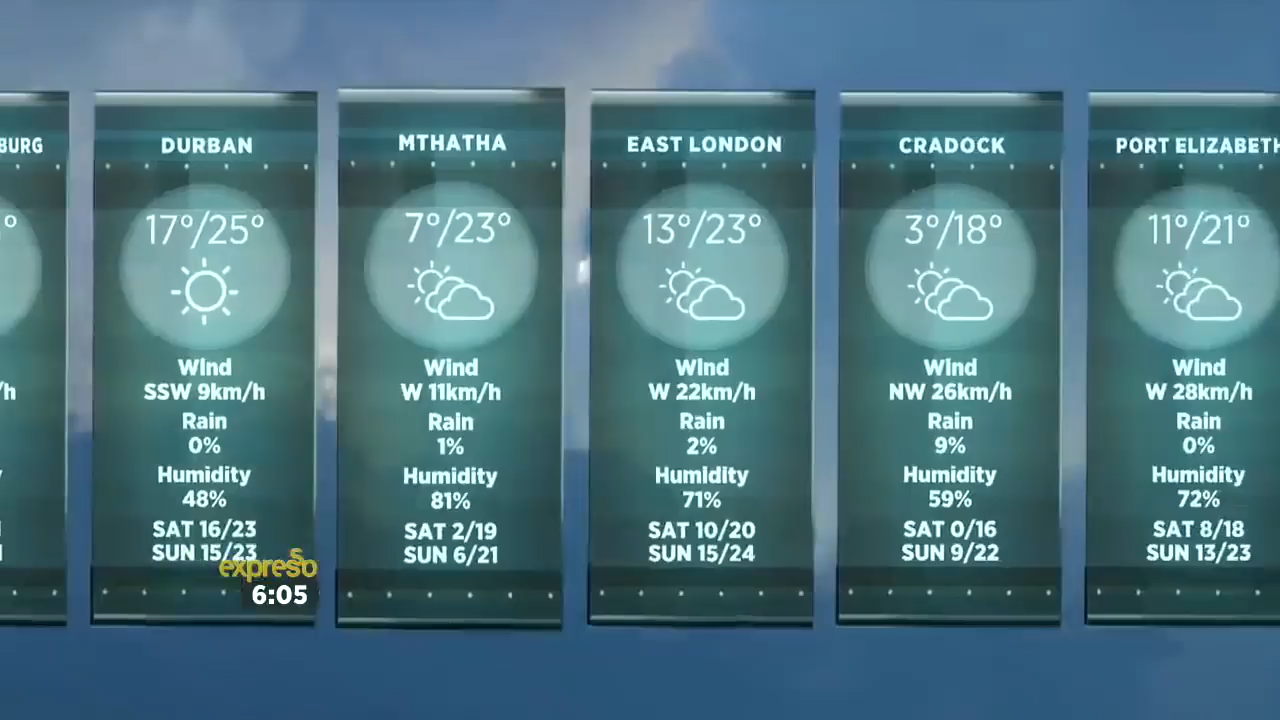 BURG
DURBAN
17°/25°
Wind
SSW 9km/h
Rain
0%
Humidity
48%
SAT 16/23
SUN 15/23
MTHATHA
7°/23°
Wind
W 11km/h
Rain
1%
Humidity
81%
SAT 2/19
SUN 6/21
EAST LONDON
13°/23°
Wind
W 22km/h
Rain
2%
Humidity
71%
SAT 10/20
SUN 15/24
CRADOCK
3°/18°
Wind
NW 26km/h
Rain
9%
Humidity
59%
SAT 0/16
SUN 9/22
PORT ELIZABETH
11°/21°
Wind
W 28km/h
Rain
0%
Humidity
72%
SAT 8/18
SUN 13/23
expresso
6:05